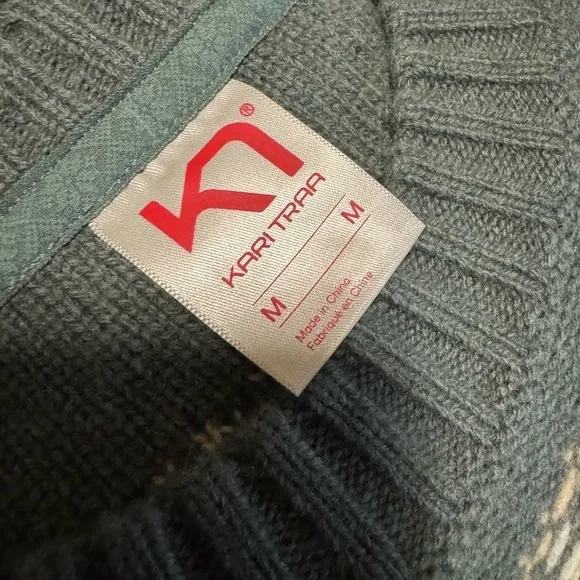 ®
KARI TRAA
M M
Made in China
Fabriqué en Chine